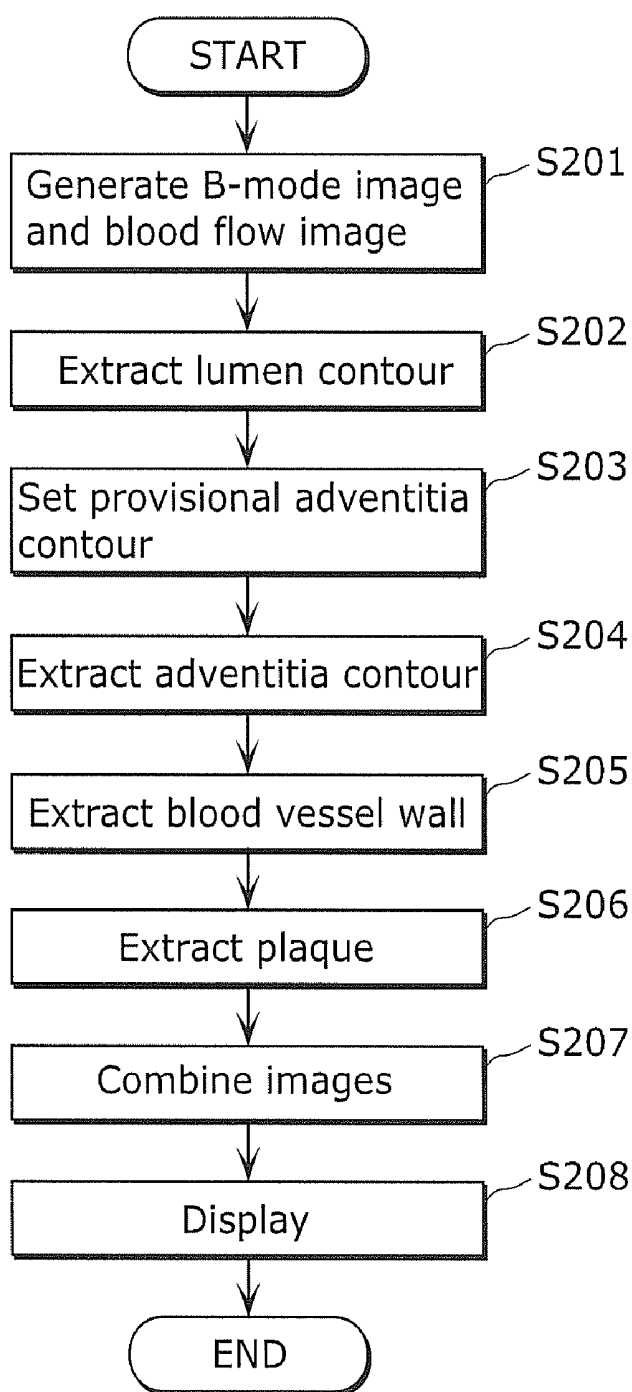 START
S201
Generate B-mode image
and blood flow image
S202
Extract lumen contour
S203
Set provisional adventitia
contour
S204
Extract adventitia contour
S205
Extract blood vessel wall
S206
Extract plaque
S207
Combine images
S208
Display
END